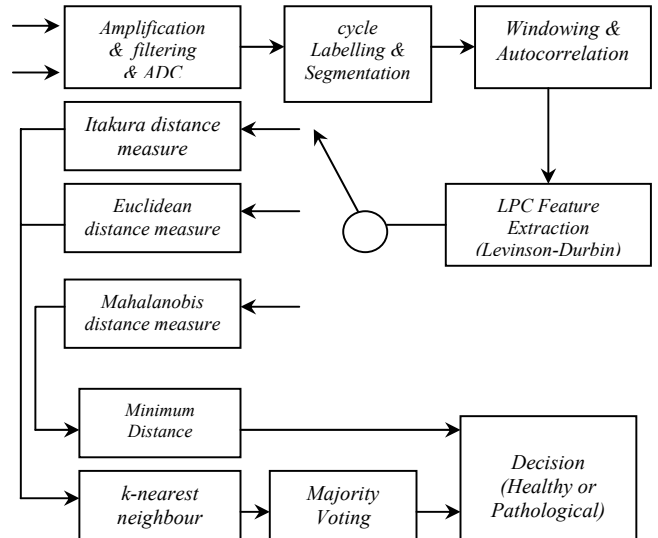 Amplification
& filtering
& ADC
cycle
Labelling &
Segmentation
Windowing &
Autocorrelation
Itakura distance
measure
Euclidean
distance measure
LPC Feature
Extraction
(Levinson-Durbin)
Mahalanobis
distance measure
Minimum
Distance
k-nearest
neighbour
Majority
Voting
Decision
(Healthy or
Pathological)